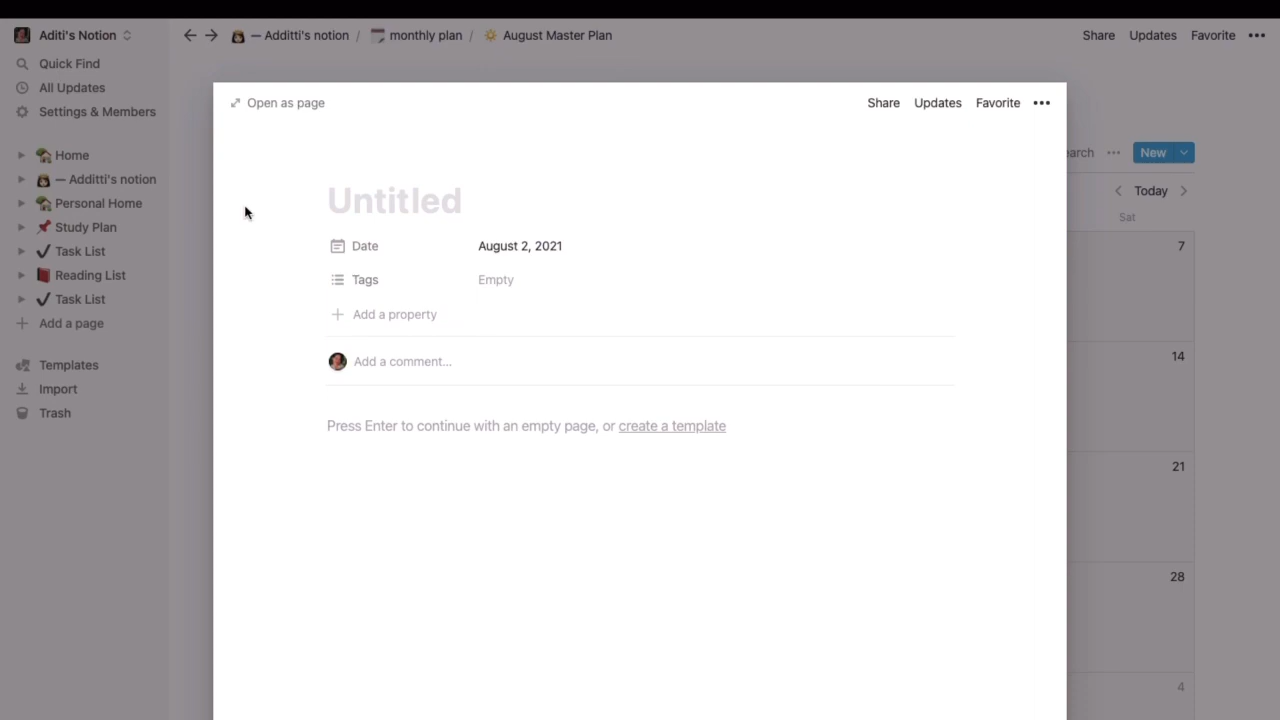 Aditi's Notion
— Additti's notion / monthly plan / August Master Plan
Share Updates Favorite
Quick Find
All Updates
Settings & Members
Home
— Additti's notion
Personal Home
Study Plan
Task List
Reading List
Task List
Add a page
Templates
Import
Trash
Open as page
Share Updates Favorite
Untitled
Date August 2, 2021
Tags Empty
Add a property
Add a comment...
Press Enter to continue with an empty page, or create a template
earch New
Today
Sat
7
14
21
28
4